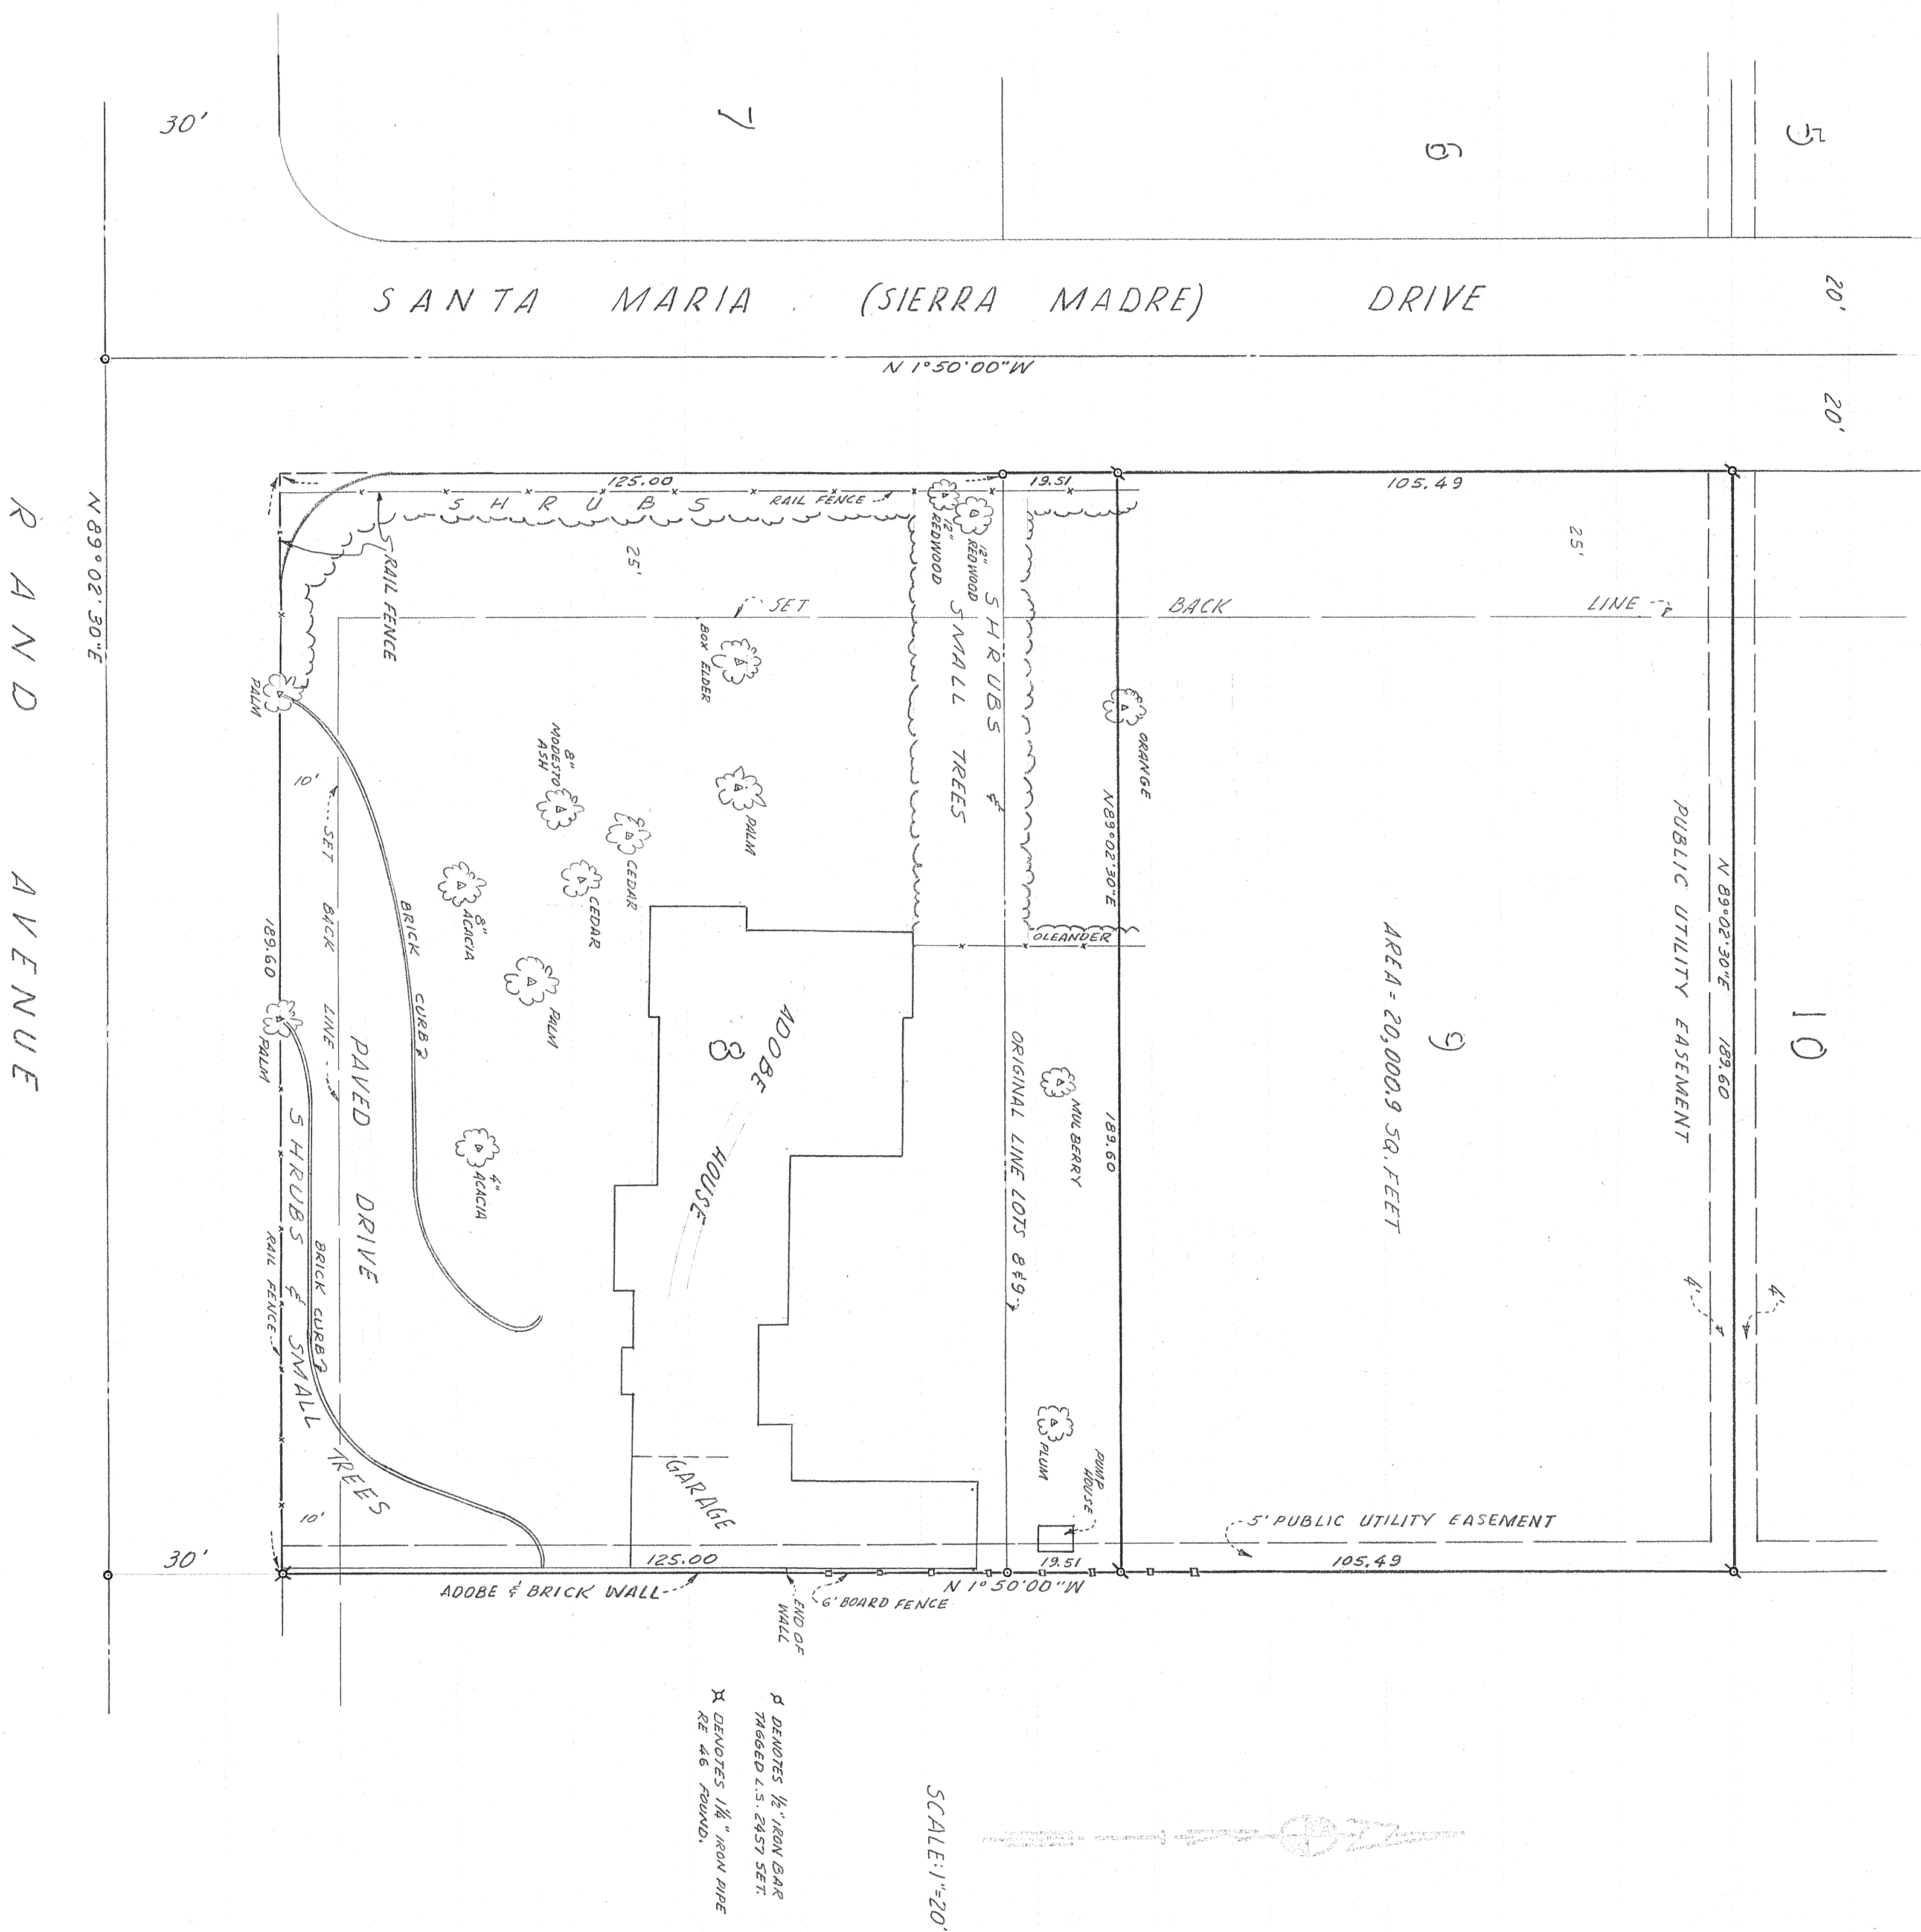 30'
7
6
5
SANTA MARIA (SIERRA MADRE) DRIVE
20'
N 1°50'00"W
20'
RAND AVENUE
N 89°02'30"E
125.00
19.51
105.49
SHRUBS
RAIL FENCE
25'
25'
RAIL FENCE
12" REDWOOD
12" REDWOOD
SET BACK LINE
SHRUBS &
SMALL TREES
BOX ELDER
PALM
ORANGE
8"
MODESTO
ASH
CEDAR
CEDAR
PALM
8"
ACACIA
PALM
10'
SET BACK LINE
BRICK CURB
189.60
PALM
N89°02'30"E
189.60
OLEANDER
ADOBE HOUSE
8
ORIGINAL LINE LOTS 8 & 9
MULBERRY
AREA = 20,000.9 SQ. FEET
9
PUBLIC UTILITY EASEMENT
N 89°02'30"E 189.60
10
4'
4'
PAVED DRIVE
4"
ACACIA
SHRUBS & SMALL TREES
BRICK CURB
RAIL FENCE
10'
30'
GARAGE
PLUM
PUMP
HOUSE
5' PUBLIC UTILITY EASEMENT
125.00
19.51
105.49
ADOBE & BRICK WALL
END OF
WALL
6' BOARD FENCE
N 1°50'00"W
DENOTES 1/2" IRON BAR
TAGGED L.S. 2457 SET.
DENOTES 1 1/4" IRON PIPE
RE 46 FOUND.
SCALE: 1"=20'